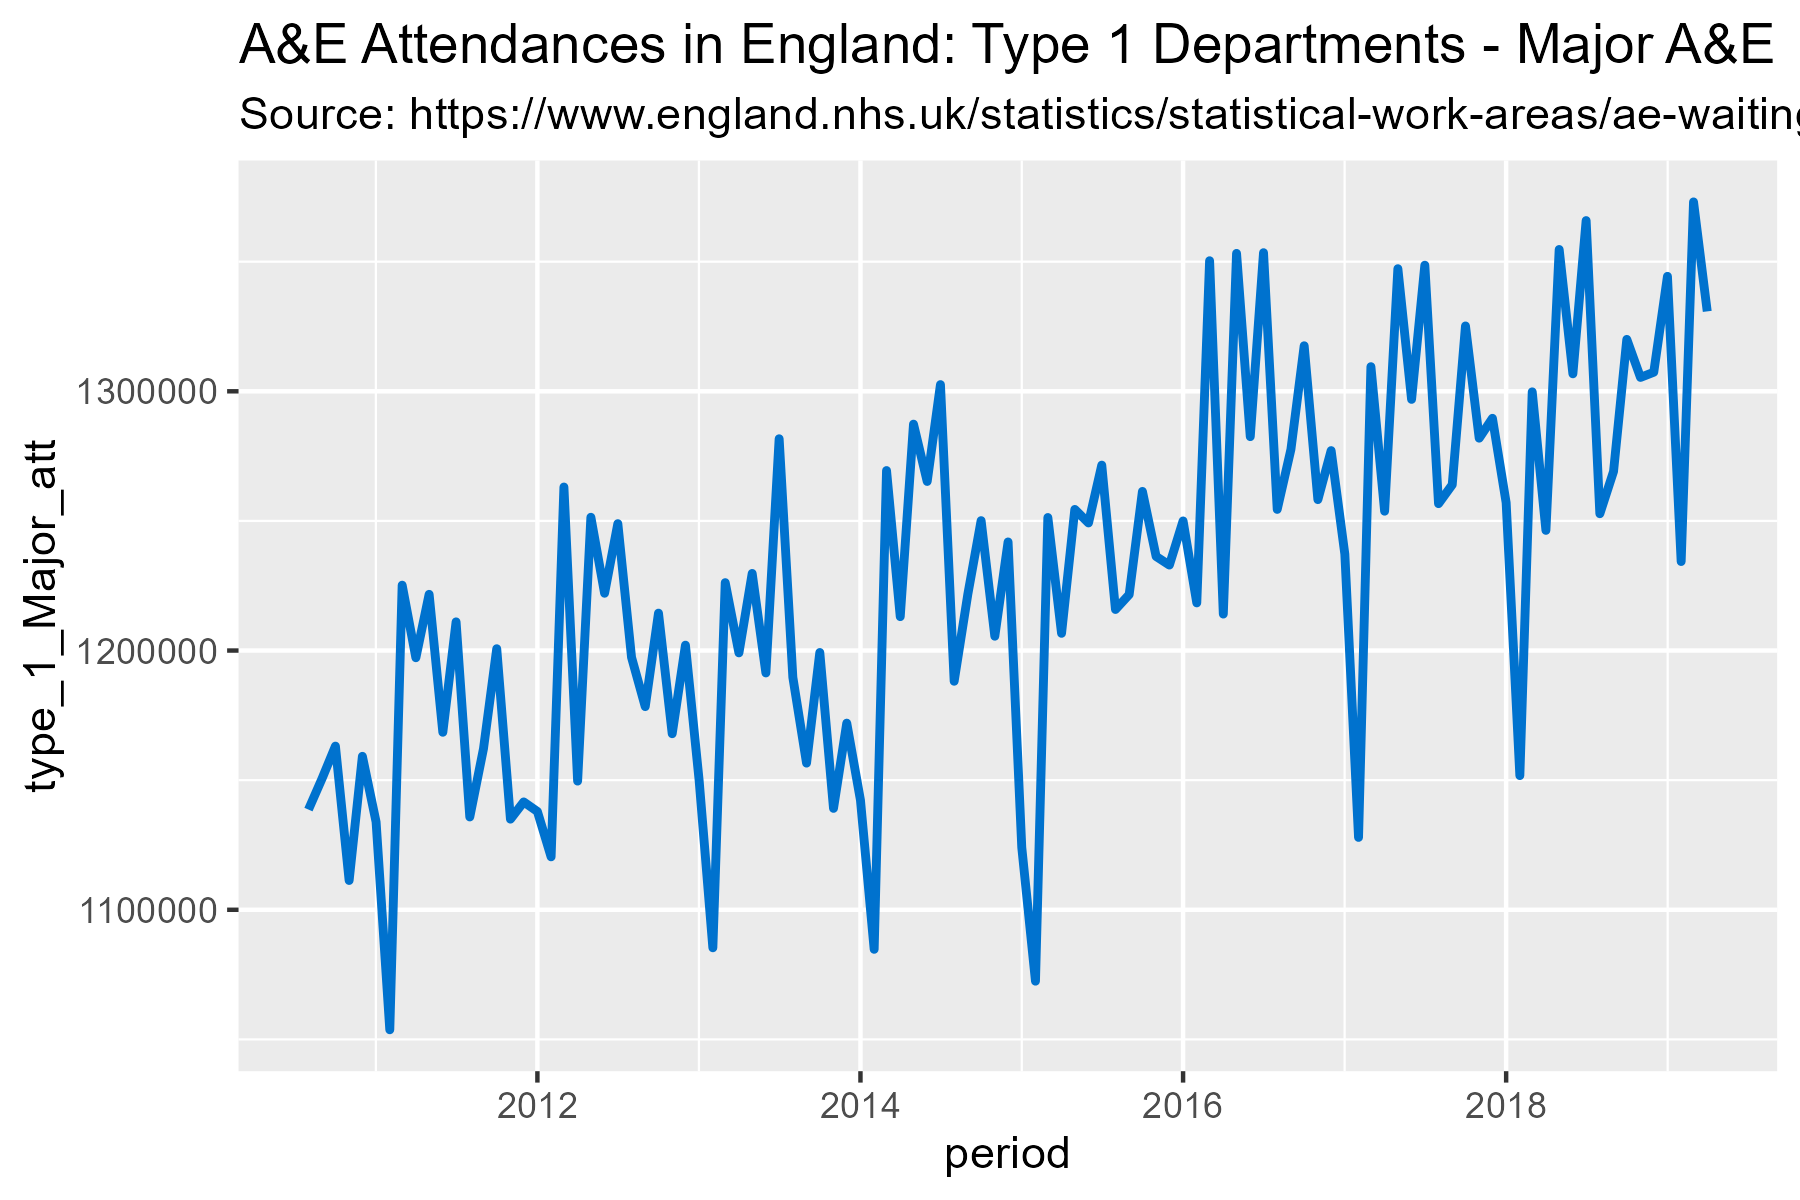 A&E Attendances in England: Type 1 Departments - Major A&E
Source: https://www.england.nhs.uk/statistics/statistical-work-areas/ae-waiting
type_1_Major_att
1300000
1200000
1100000
2012
2014
2016
2018
period